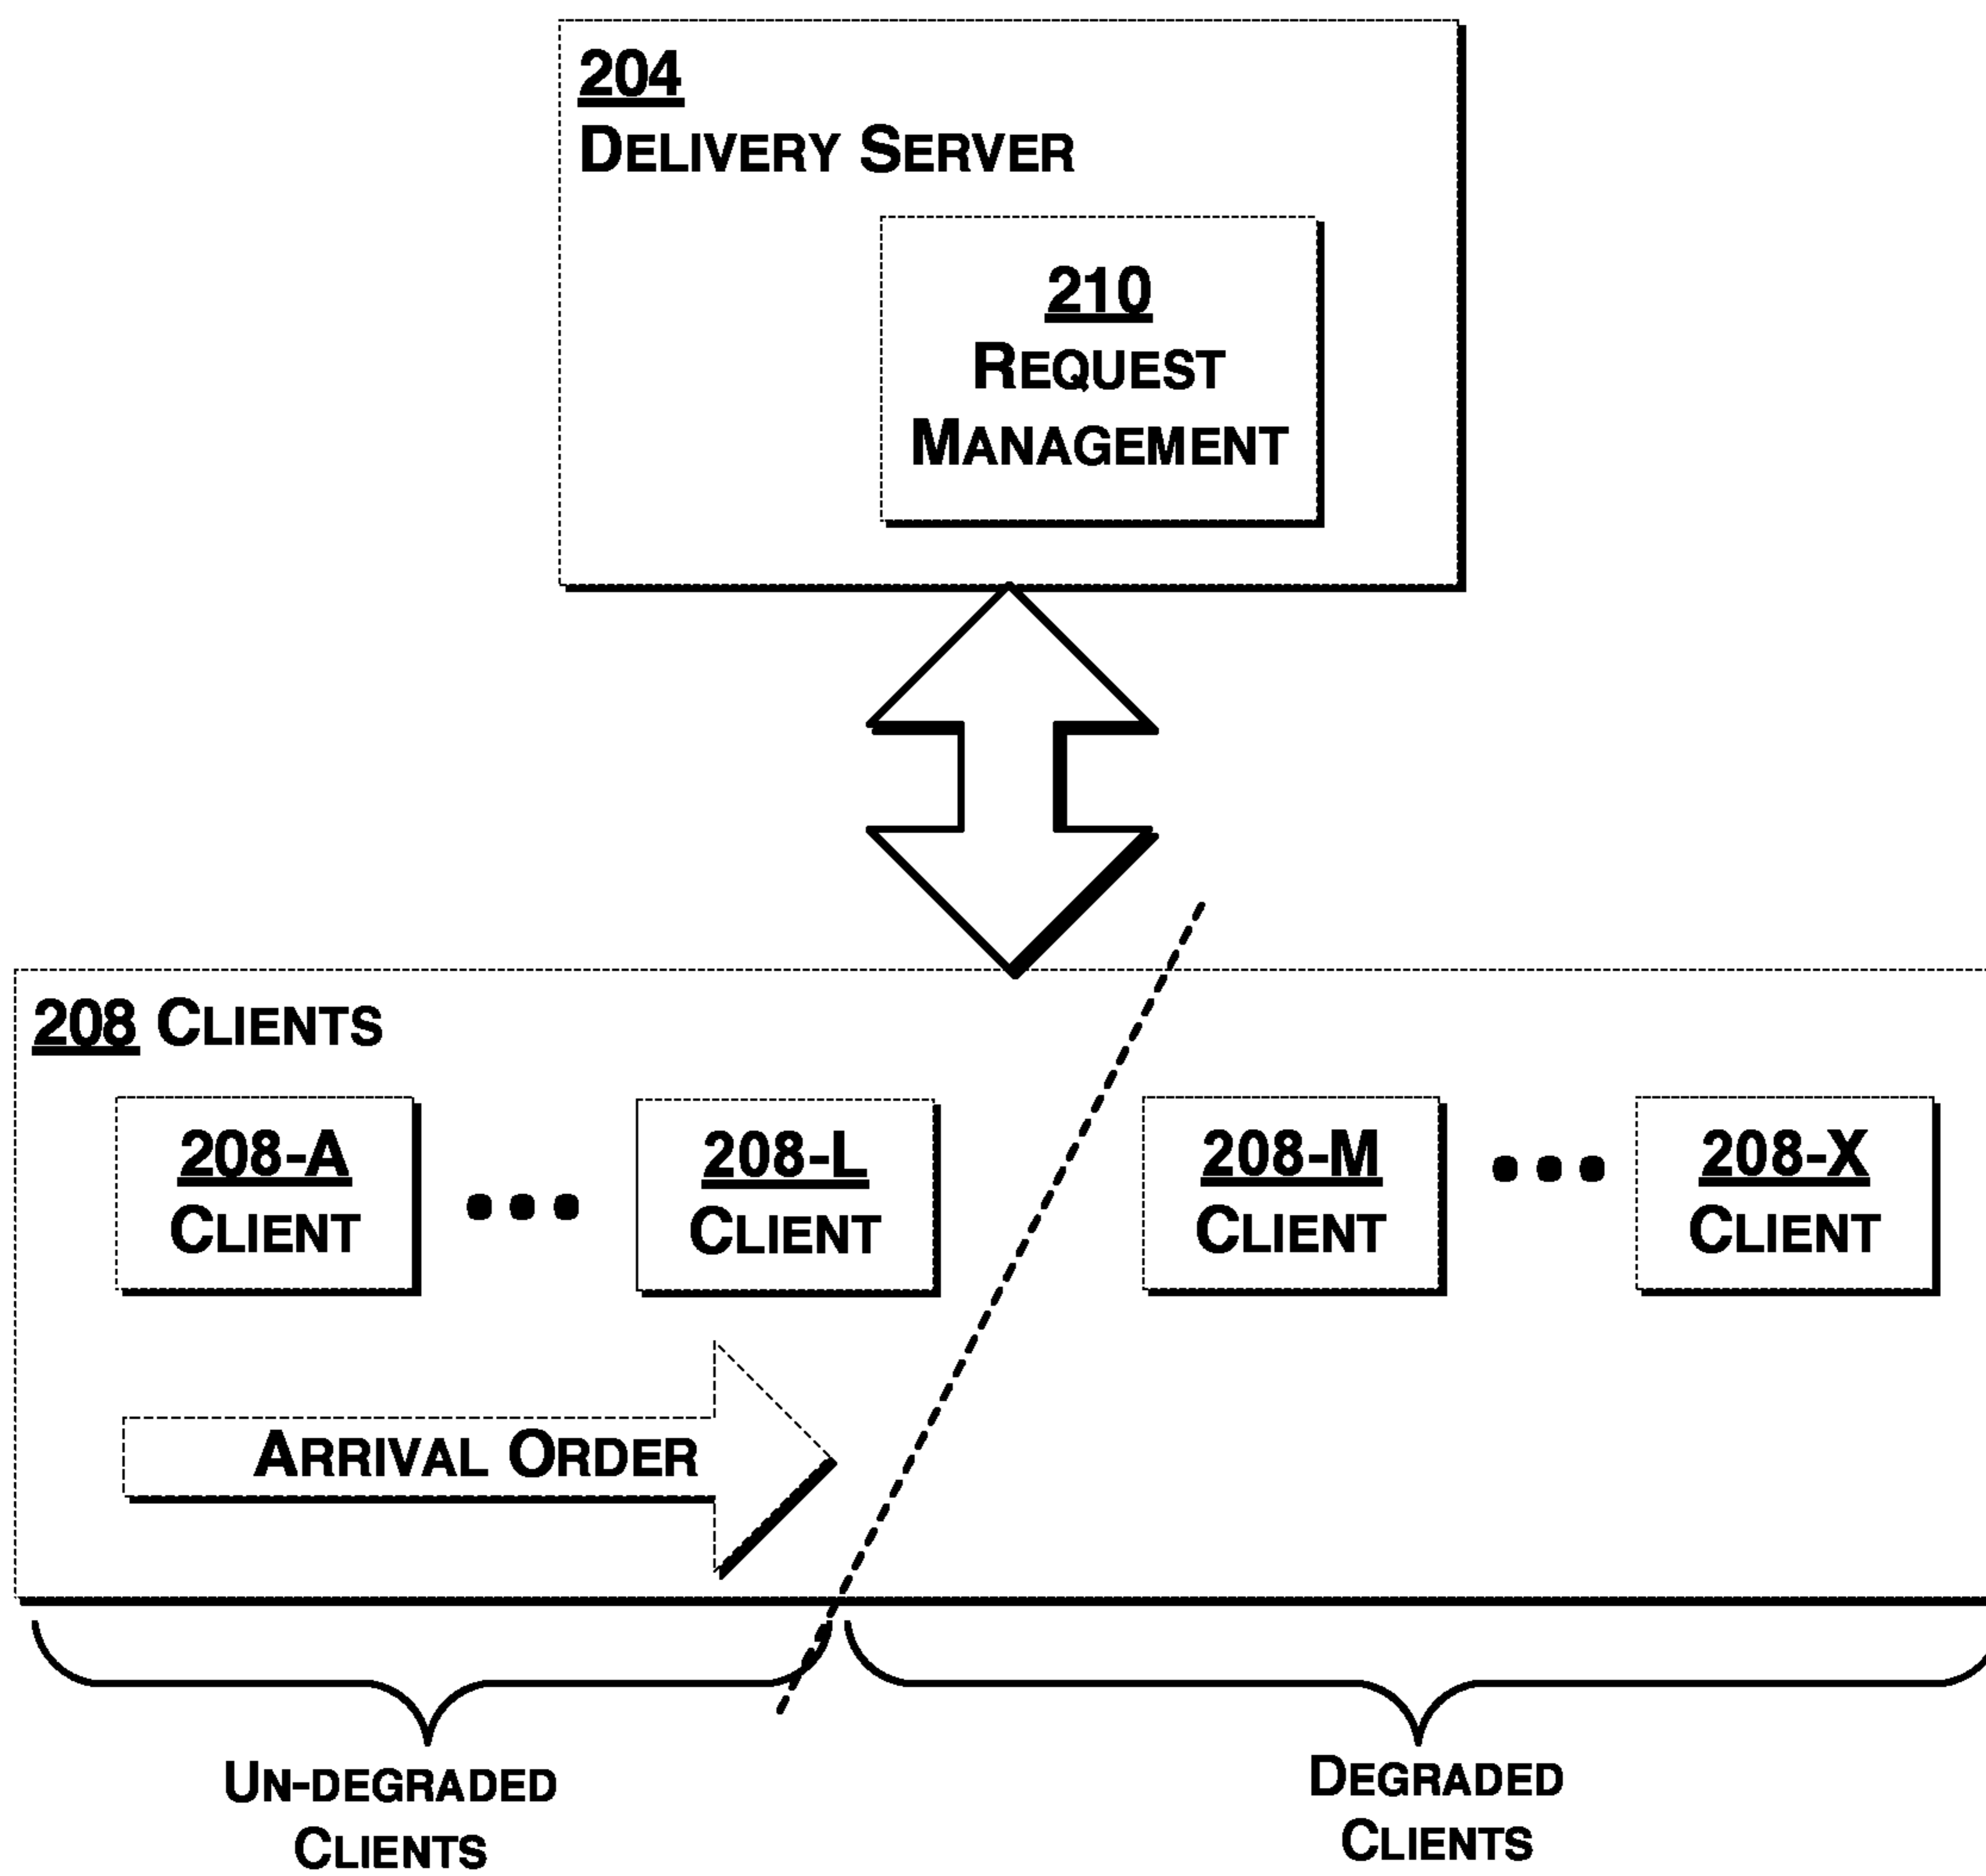 204
DELIVERY SERVER
210
REQUEST
MANAGEMENT
208 CLIENTS
208-A
CLIENT
208-L
CLIENT
208-M
CLIENT
208-X
CLIENT
ARRIVAL ORDER
UN-DEGRADED
CLIENTS
DEGRADED
CLIENTS